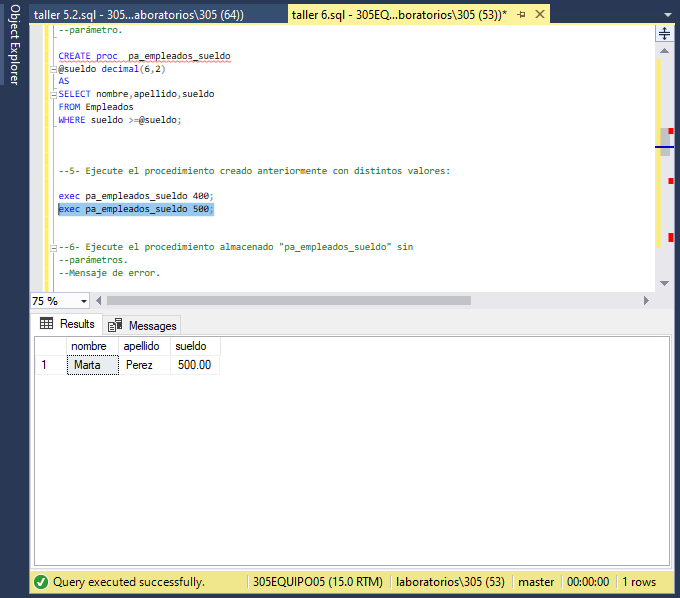 Object Explorer
taller 5.2.sql - 305...aboratorios\305 (64))
taller 6.sql - 305EQ...boratorios\305 (53))*
--parámetro.
CREATE proc  pa_empleados_sueldo
@sueldo decimal(6,2)
AS
SELECT nombre,apellido,sueldo
FROM Empleados
WHERE sueldo >=@sueldo;
--5- Ejecute el procedimiento creado anteriormente con distintos valores:
exec pa_empleados_sueldo 400;
exec pa_empleados_sueldo 500;
--6- Ejecute el procedimiento almacenado "pa_empleados_sueldo" sin
--parámetros.
--Mensaje de error.
75 %
Results Messages
nombre apellido sueldo
1 Marta Perez 500.00
Query executed successfully. 305EQUIPO05 (15.0 RTM) laboratorios\305 (53) master 00:00:00 1 rows